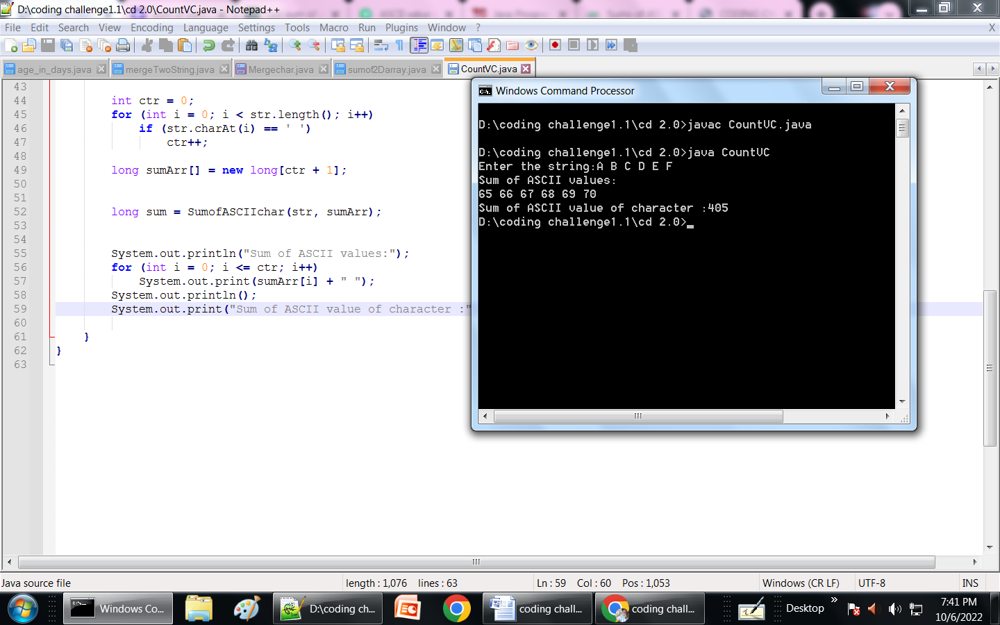 D:\coding challenge1.1\cd 2.0\CountVC.java - Notepad++
File Edit Search View Encoding Language Settings Tools Macro Run Plugins Window ? X
age_in_days.java mergeTwoString.java Mergechar.java sumof2Darray.java CountVC.java
43
44 int ctr = 0;
45 for (int i = 0; i < str.length(); i++)
46 if (str.charAt(i) == ' ')
47 ctr++;
48
49 long sumArr[] = new long[ctr + 1];
50
51
52 long sum = SumofASCIIchar(str, sumArr);
53
54
55 System.out.println("Sum of ASCII values:");
56 for (int i = 0; i <= ctr; i++)
57 System.out.print(sumArr[i] + " ");
58 System.out.println();
59 System.out.print("Sum of ASCII value of character :"
60
61 }
62 }
63
Windows Command Processor
D:\coding challenge1.1\cd 2.0>javac CountVC.java
D:\coding challenge1.1\cd 2.0>java CountVC
Enter the string:A B C D E F
Sum of ASCII values:
65 66 67 68 69 70
Sum of ASCII value of character :405
D:\coding challenge1.1\cd 2.0>
Java source file length : 1,076 lines : 63 Ln : 59 Col : 60 Pos : 1,053 Windows (CR LF) UTF-8 INS
Windows Co... D:\coding ch... coding chall... coding chall... Desktop » 7:41 PM
10/6/2022